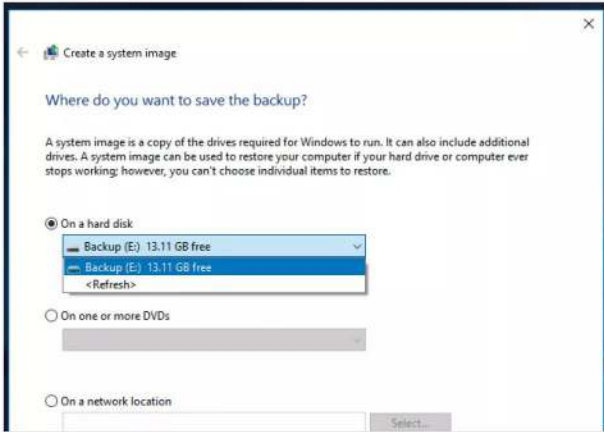 Create a system image
Where do you want to save the backup?
A system image is a copy of the drives required for Windows to run. It can also include additional
drives. A system image can be used to restore your computer if your hard drive or computer ever
stops working; however, you can't choose individual items to restore.
On a hard disk
Backup (E:) 13.11 GB free
Backup (E:) 13.11 GB free
<Refresh>
On one or more DVDs
On a network location
Select...